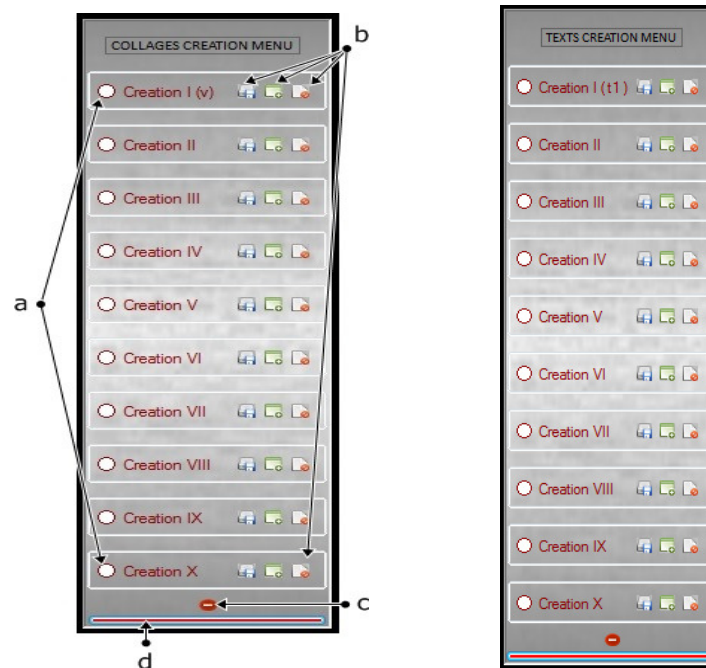 COLLAGES CREATION MENU
b
Creation I (v)
Creation II
Creation III
Creation IV
a
Creation V
Creation VI
Creation VII
Creation VIII
Creation IX
Creation X
c
d
TEXTS CREATION MENU
Creation I (t1)
Creation II
Creation III
Creation IV
Creation V
Creation VI
Creation VII
Creation VIII
Creation IX
Creation X